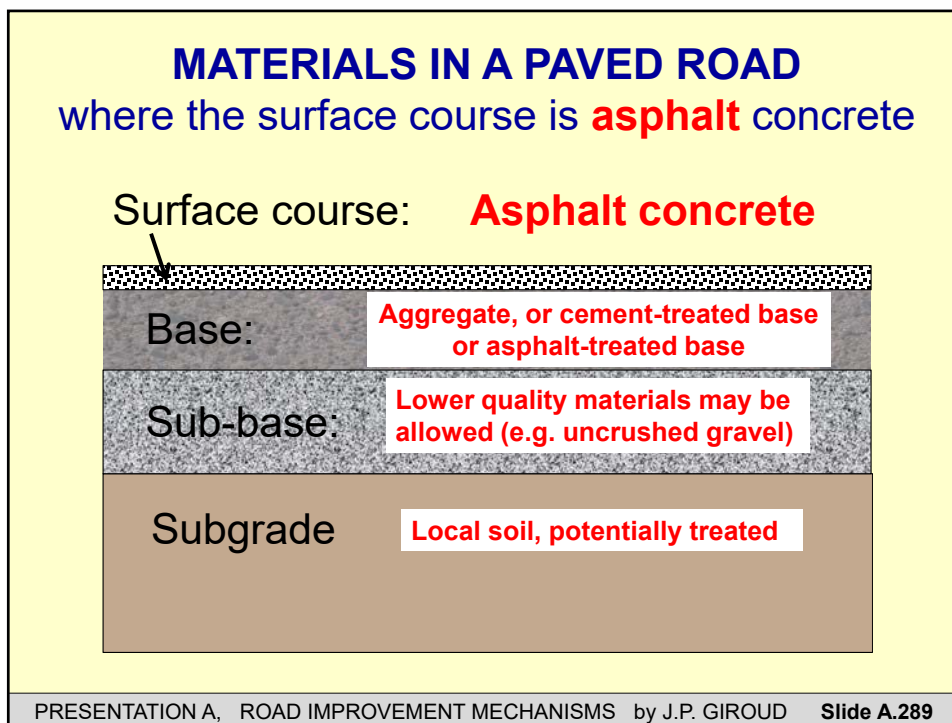 MATERIALS IN A PAVED ROAD
where the surface course is asphalt concrete
Surface course: Asphalt concrete
Base:
Aggregate, or cement-treated base
or asphalt-treated base
Sub-base:
Lower quality materials may be
allowed (e.g. uncrushed gravel)
Subgrade
Local soil, potentially treated
PRESENTATION A, ROAD IMPROVEMENT MECHANISMS by J.P. GIROUD Slide A.289